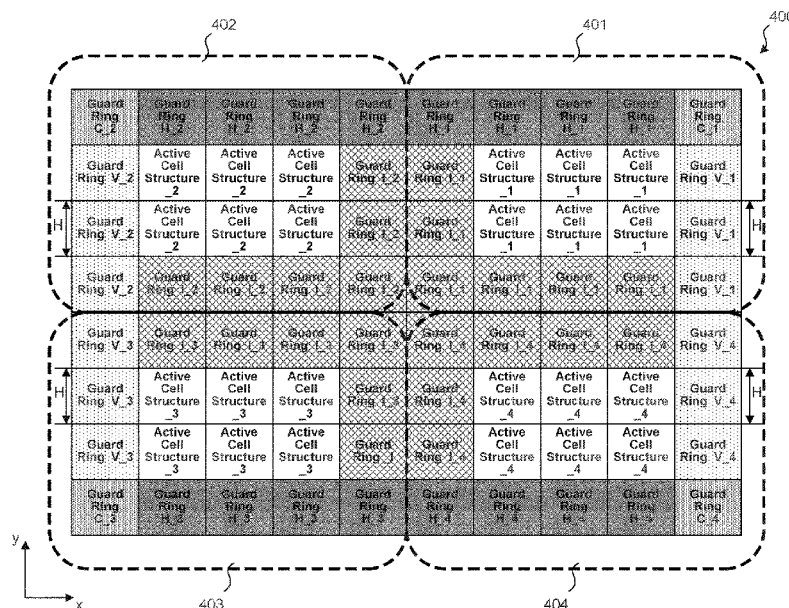 402
401
400
Guard Ring C_2
Guard Ring H_2
Guard Ring H_2
Guard Ring H_2
Guard Ring H_2
Guard Ring H_1
Guard Ring H_1
Guard Ring H_1
Guard Ring H_1
Guard Ring C_1
Guard Ring V_2
Active Cell Structure _2
Active Cell Structure _2
Active Cell Structure _2
Guard Ring I_2
Guard Ring I_1
Active Cell Structure _1
Active Cell Structure _1
Active Cell Structure _1
Guard Ring V_1
H
Guard Ring V_2
Active Cell Structure _2
Active Cell Structure _2
Active Cell Structure _2
Guard Ring I_2
Guard Ring I_1
Active Cell Structure _1
Active Cell Structure _1
Active Cell Structure _1
Guard Ring V_1
H
Guard Ring V_2
Guard Ring I_2
Guard Ring I_2
Guard Ring I_2
Guard Ring I_2
Guard Ring I_1
Guard Ring I_1
Guard Ring I_1
Guard Ring I_1
Guard Ring V_1
Guard Ring V_3
Guard Ring I_3
Guard Ring I_3
Guard Ring I_3
Guard Ring I_3
Guard Ring I_4
Guard Ring I_4
Guard Ring I_4
Guard Ring I_4
Guard Ring V_4
H
Guard Ring V_3
Active Cell Structure _3
Active Cell Structure _3
Active Cell Structure _3
Guard Ring I_3
Guard Ring I_4
Active Cell Structure _4
Active Cell Structure _4
Active Cell Structure _4
Guard Ring V_4
H
Guard Ring V_3
Active Cell Structure _3
Active Cell Structure _3
Active Cell Structure _3
Guard Ring I
Guard Ring I_4
Active Cell Structure _4
Active Cell Structure _4
Active Cell Structure _4
Guard Ring V_4
Guard Ring C_3
Guard Ring H_3
Guard Ring H_3
Guard Ring H_3
Guard Ring H_3
Guard Ring H_4
Guard Ring H_4
Guard Ring H_4
Guard Ring H_4
Guard Ring C_4
y
x
403
404